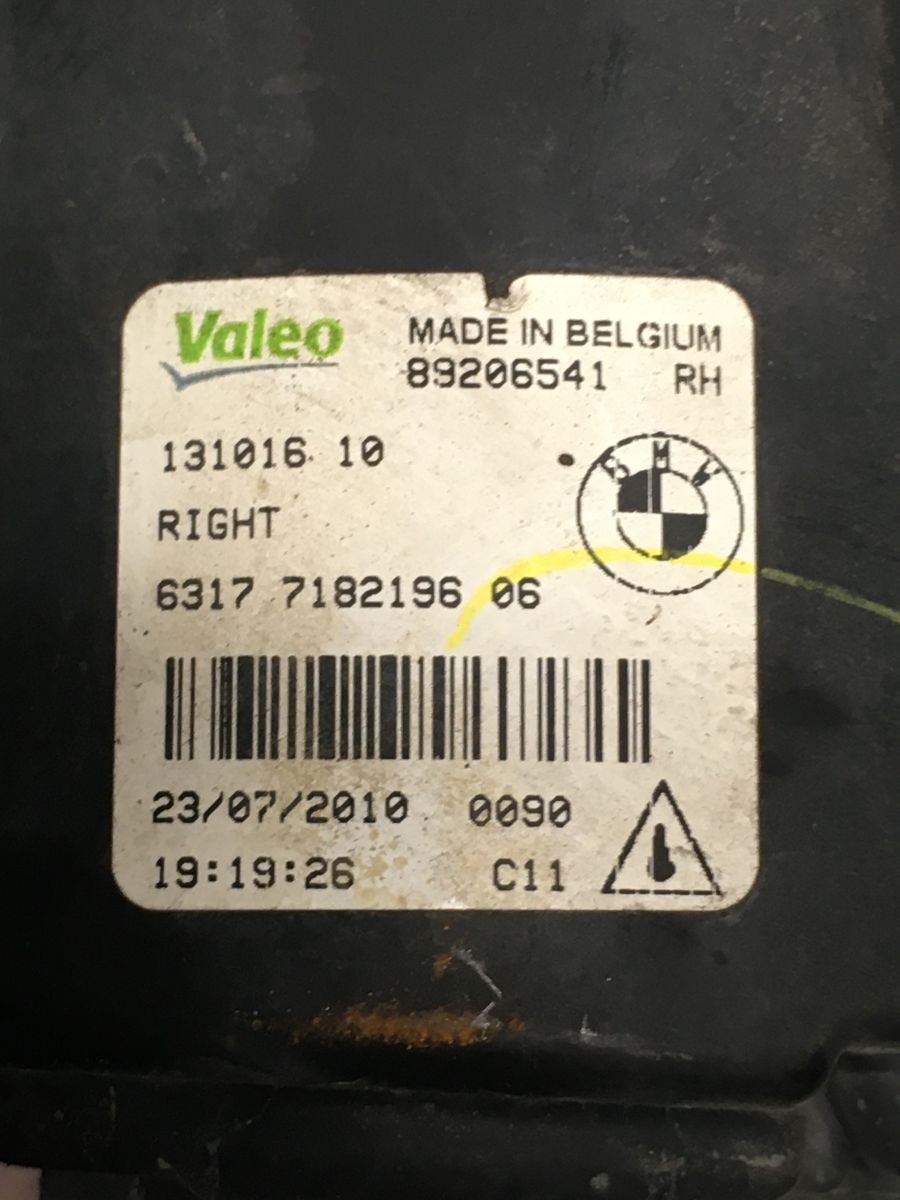 Valeo MADE IN BELGIUM
89206541 RH
131016 10
BMW
RIGHT
6317 7182196 06
23/07/2010 0090
19:19:26 C11